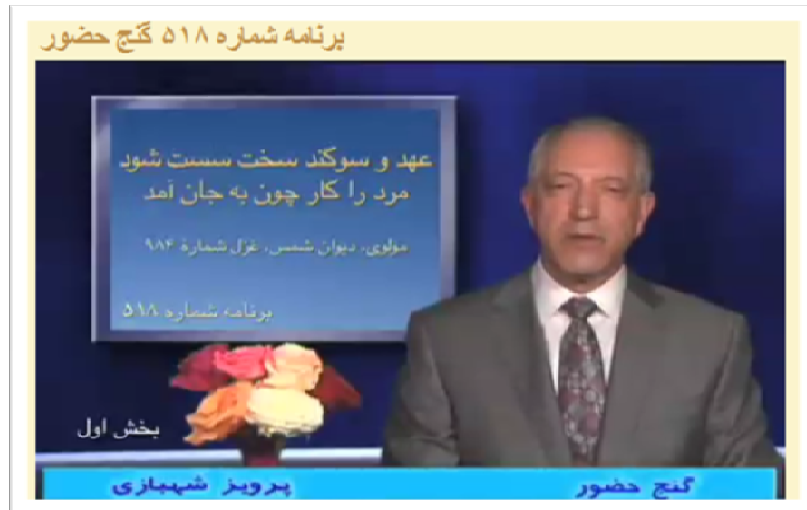 برنامه شماره ۵۱۸ گنج حضور
عهد و سوگند سخت سست شود
مرد را کار چون به جان آمد
مولوی، دیوان شمس، غزل شمارهٔ ۹۸۴
برنامه شماره ۵۱۸
بخش اول
گنج حضور
پرویز شهبازی